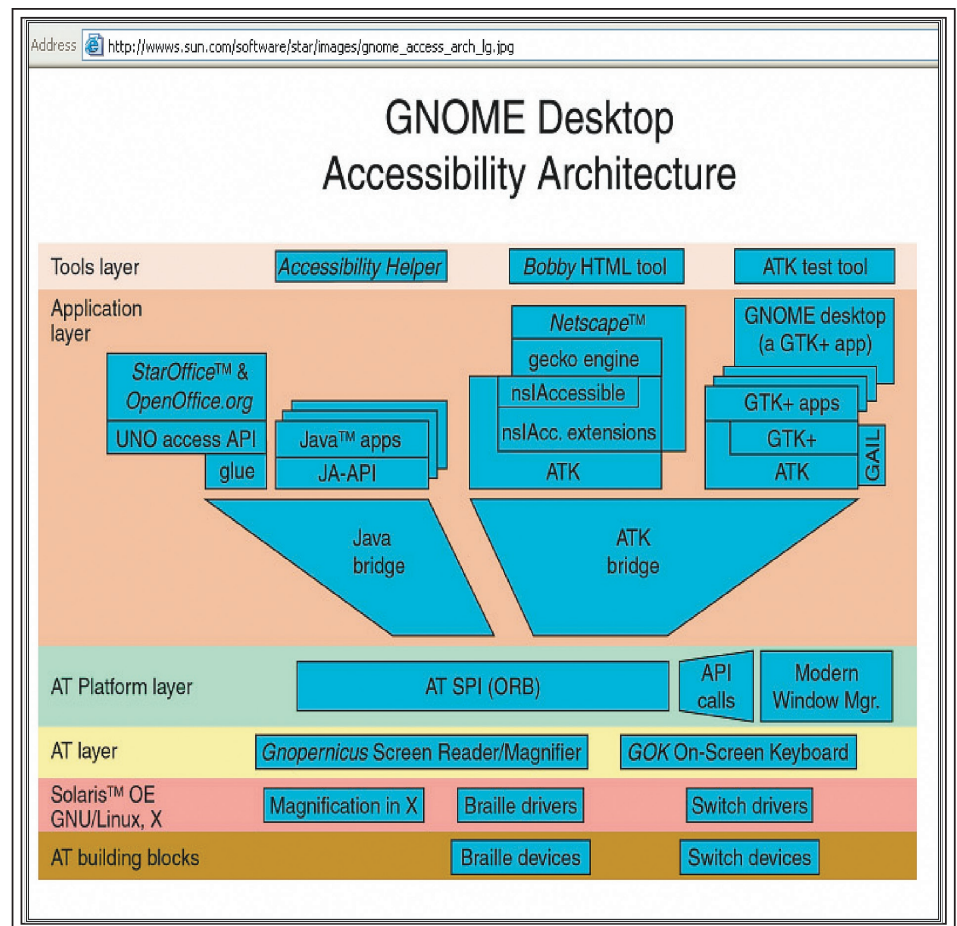 Address http://wwws.sun.com/software/star/images/gnome_access_arch_lg.jpg
GNOME Desktop
Accessibility Architecture
Tools layer
Accessibility Helper
Bobby HTML tool
ATK test tool
Application
layer
StarOffice™ &
OpenOffice.org
UNO access API
glue
Java™ apps
JA-API
Netscape™
gecko engine
nsIAccessible
nsIAcc. extensions
ATK
GNOME desktop
(a GTK+ app)
GTK+ apps
GTK+
ATK
GAIL
Java
bridge
ATK
bridge
AT Platform layer
AT SPI (ORB)
API
calls
Modern
Window Mgr.
AT layer
Gnopernicus Screen Reader/Magnifier
GOK On-Screen Keyboard
Solaris™ OE
GNU/Linux, X
Magnification in X
Braille drivers
Switch drivers
AT building blocks
Braille devices
Switch devices